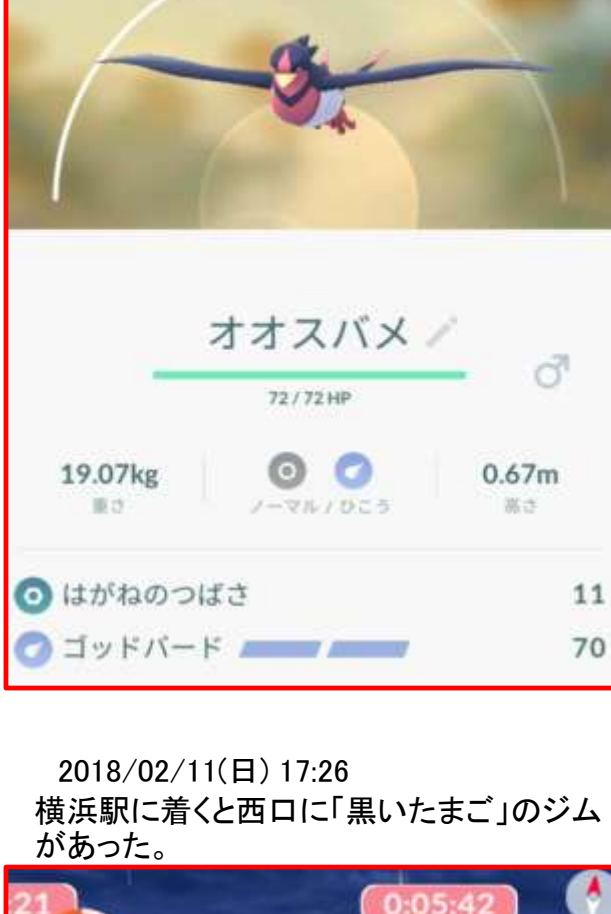 オオスバメ
72 / 72 HP
19.07kg
重さ
ノーマル / ひこう
0.67m
高さ
はがねのつばさ 11
ゴッドバード 70
2018/02/11(日) 17:26
横浜駅に着くと西口に「黒いたまご」のジム
があった。
:21 0:05:42